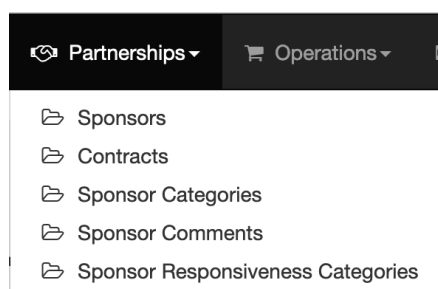 Partnerships Operations
Sponsors
Contracts
Sponsor Categories
Sponsor Comments
Sponsor Responsiveness Categories